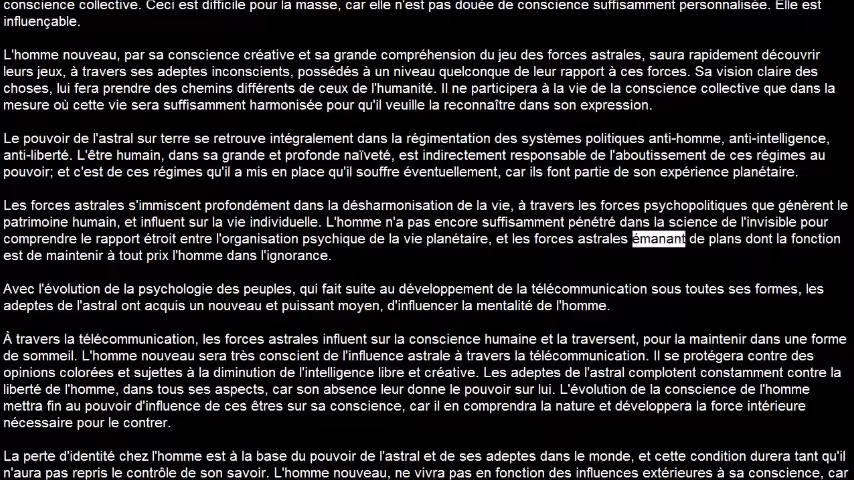 conscience collective. Ceci est difficile pour la masse, car elle n'est pas douée de conscience suffisamment personnalisée. Elle est
influençable.
L'homme nouveau, par sa conscience créative et sa grande compréhension du jeu des forces astrales, saura rapidement découvrir
leurs jeux, à travers ses adeptes inconscients, possédés à un niveau quelconque de leur rapport à ces forces. Sa vision claire des
choses, lui fera prendre des chemins différents de ceux de l'humanité. Il ne participera à la vie de la conscience collective que dans la
mesure où cette vie sera suffisamment harmonisée pour qu'il veuille la reconnaître dans son expression.
Le pouvoir de l'astral sur terre se retrouve intégralement dans la régimentation des systèmes politiques anti-homme, anti-intelligence,
anti-liberté. L'être humain, dans sa grande et profonde naïveté, est indirectement responsable de l'aboutissement de ces régimes au
pouvoir; et c'est de ces régimes qu'il a mis en place qu'il souffre éventuellement, car ils font partie de son expérience planétaire.
Les forces astrales s'immiscent profondément dans la désharmonisation de la vie, à travers les forces psychopolitiques que génèrent le
patrimoine humain, et influent sur la vie individuelle. L'homme n'a pas encore suffisamment pénétré dans la science de l'invisible pour
comprendre le rapport étroit entre l'organisation psychique de la vie planétaire, et les forces astrales émanant de plans dont la fonction
est de maintenir à tout prix l'homme dans l'ignorance.
Avec l'évolution de la psychologie des peuples, qui fait suite au développement de la télécommunication sous toutes ses formes, les
adeptes de l'astral ont acquis un nouveau et puissant moyen, d'influencer la mentalité de l'homme.
À travers la télécommunication, les forces astrales influent sur la conscience humaine et la traversent, pour la maintenir dans une forme
de sommeil. L'homme nouveau sera très conscient de l'influence astrale à travers la télécommunication. Il se protégera contre des
opinions colorées et sujettes à la diminution de l'intelligence libre et créative. Les adeptes de l'astral complotent constamment contre la
liberté de l'homme, dans tous ses aspects, car son absence leur donne le pouvoir sur lui. L'évolution de la conscience de l'homme
mettra fin au pouvoir d'influence de ces êtres sur sa conscience, car il en comprendra la nature et développera la force intérieure
nécessaire pour le contrer.
La perte d'identité chez l'homme est à la base du pouvoir de l'astral et de ses adeptes dans le monde, et cette condition durera tant qu'il
n'aura pas repris le contrôle de son savoir. L'homme nouveau, ne vivra pas en fonction des influences extérieures à sa conscience, car